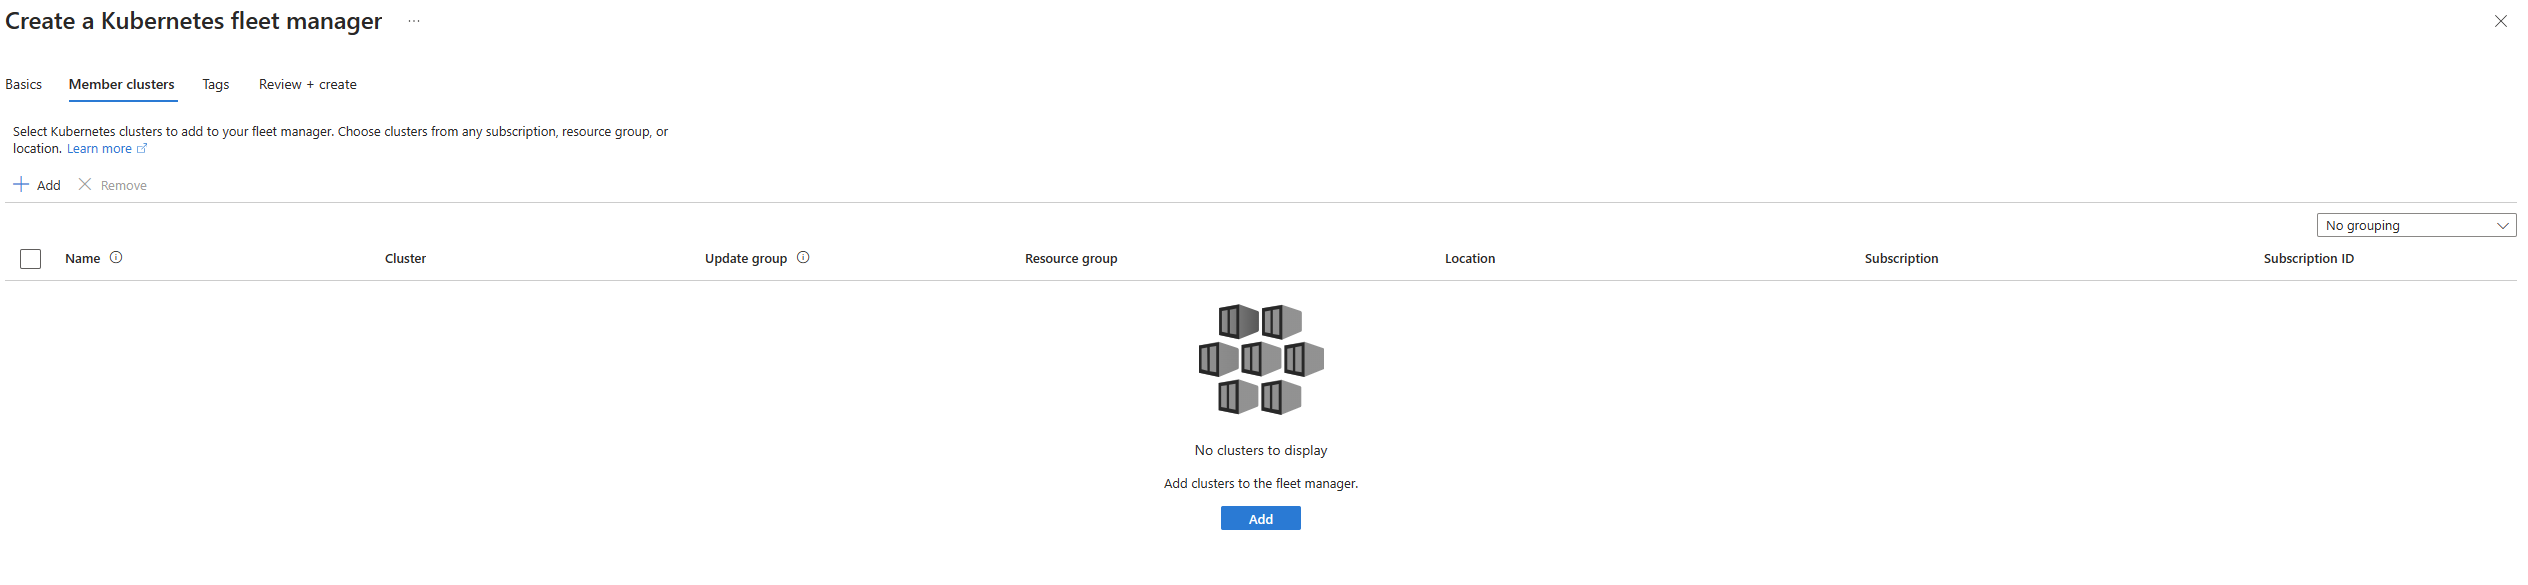 Create a Kubernetes fleet manager ...
Basics Member clusters Tags Review + create
Select Kubernetes clusters to add to your fleet manager. Choose clusters from any subscription, resource group, or
location. Learn more
Add Remove
No grouping
Name Cluster Update group Resource group Location Subscription Subscription ID
No clusters to display
Add clusters to the fleet manager.
Add